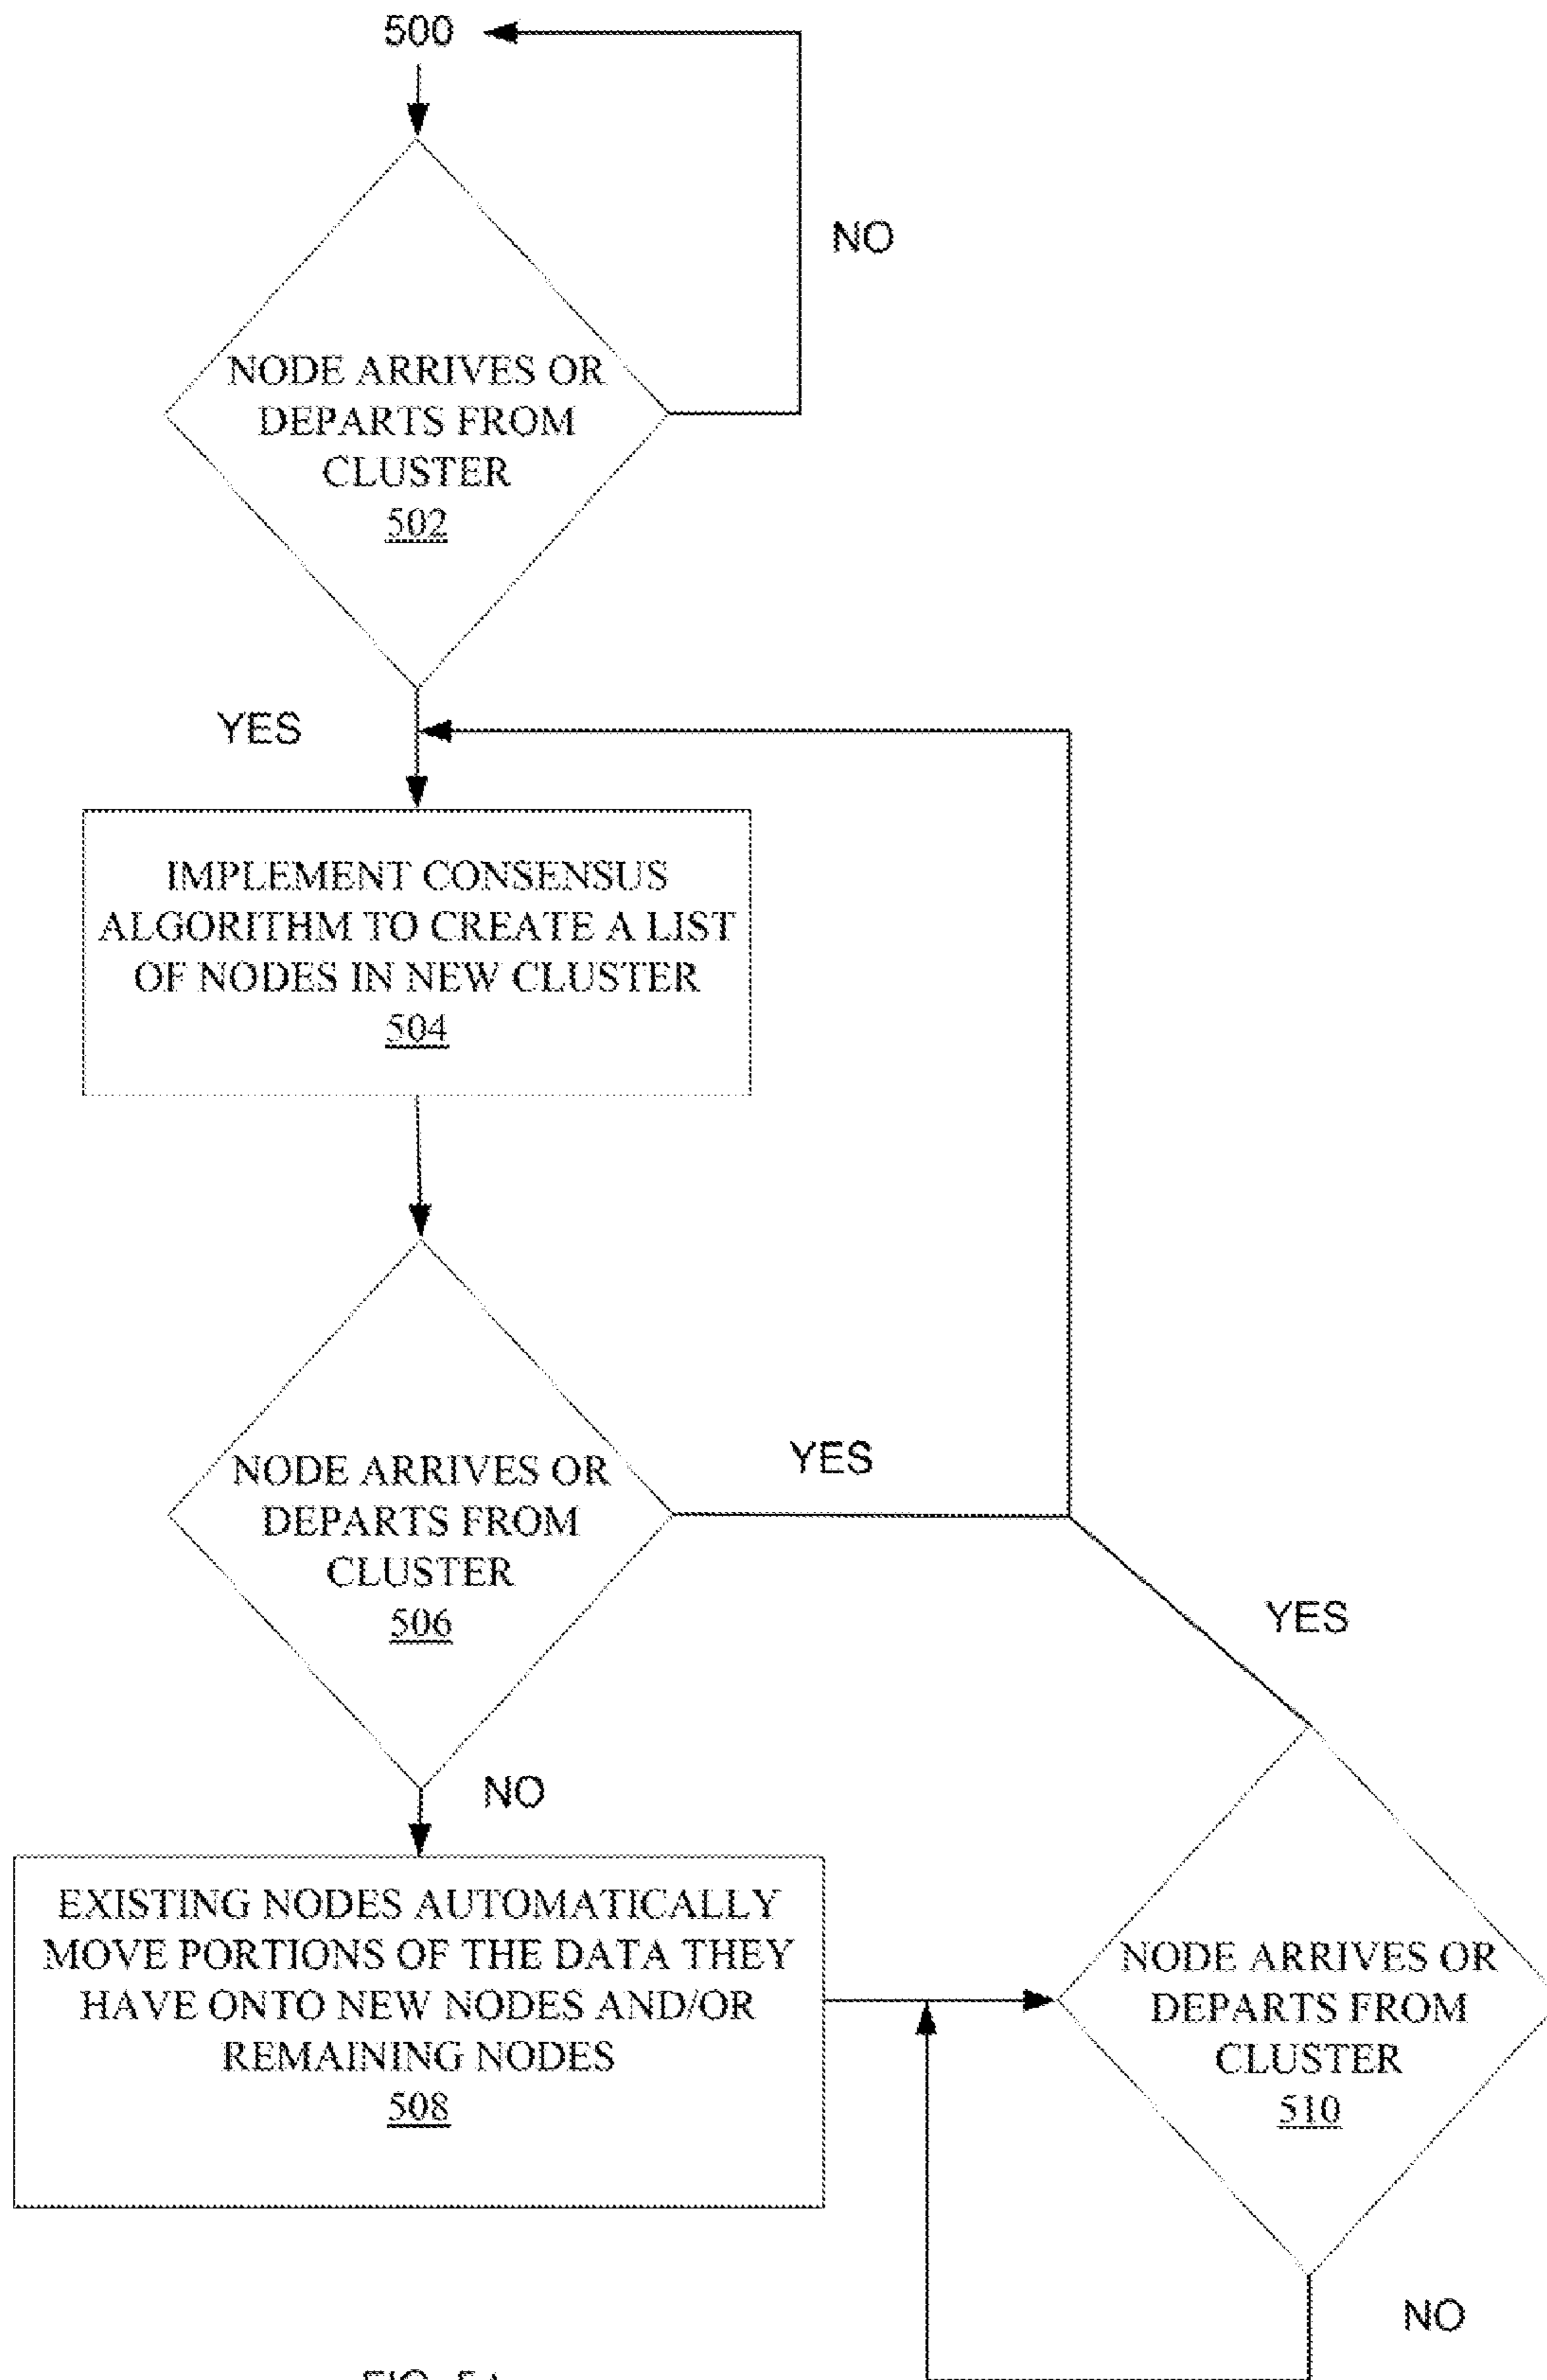 500
NO
NODE ARRIVES OR
DEPARTS FROM
CLUSTER
502
YES
IMPLEMENT CONSENSUS
ALGORITHM TO CREATE A LIST
OF NODES IN NEW CLUSTER
504
YES
NODE ARRIVES OR
DEPARTS FROM
CLUSTER
506
YES
NO
EXISTING NODES AUTOMATICALLY
MOVE PORTIONS OF THE DATA THEY
HAVE ONTO NEW NODES AND/OR
REMAINING NODES
508
NODE ARRIVES OR
DEPARTS FROM
CLUSTER
510
NO